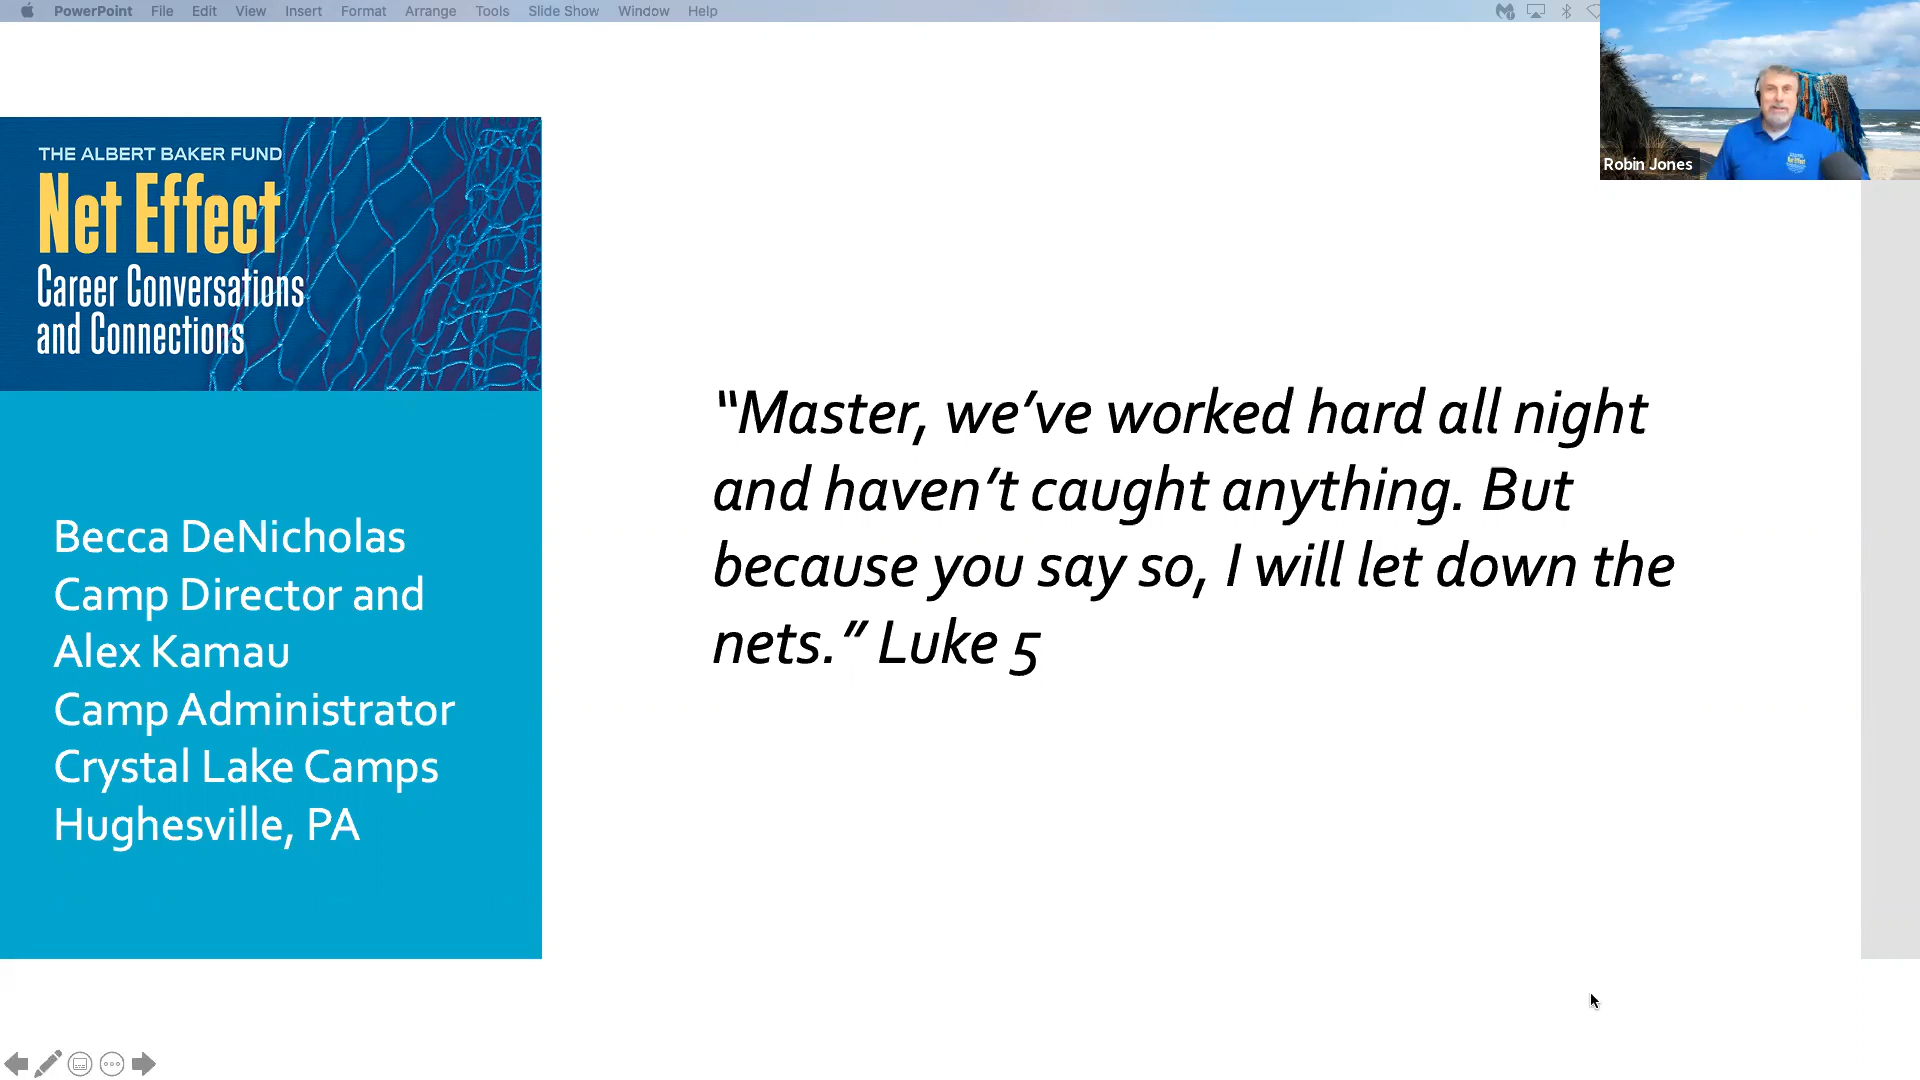 PowerPoint File Edit View Insert Format Arrange Tools Slide Show Window Help
Robin Jones
Net Effect
THE ALBERT BAKER FUND
Net Effect
Career Conversations
and Connections
Becca DeNicholas
Camp Director and
Alex Kamau
Camp Administrator
Crystal Lake Camps
Hughesville, PA
“Master, we’ve worked hard all night
and haven’t caught anything. But
because you say so, I will let down the
nets.” Luke 5